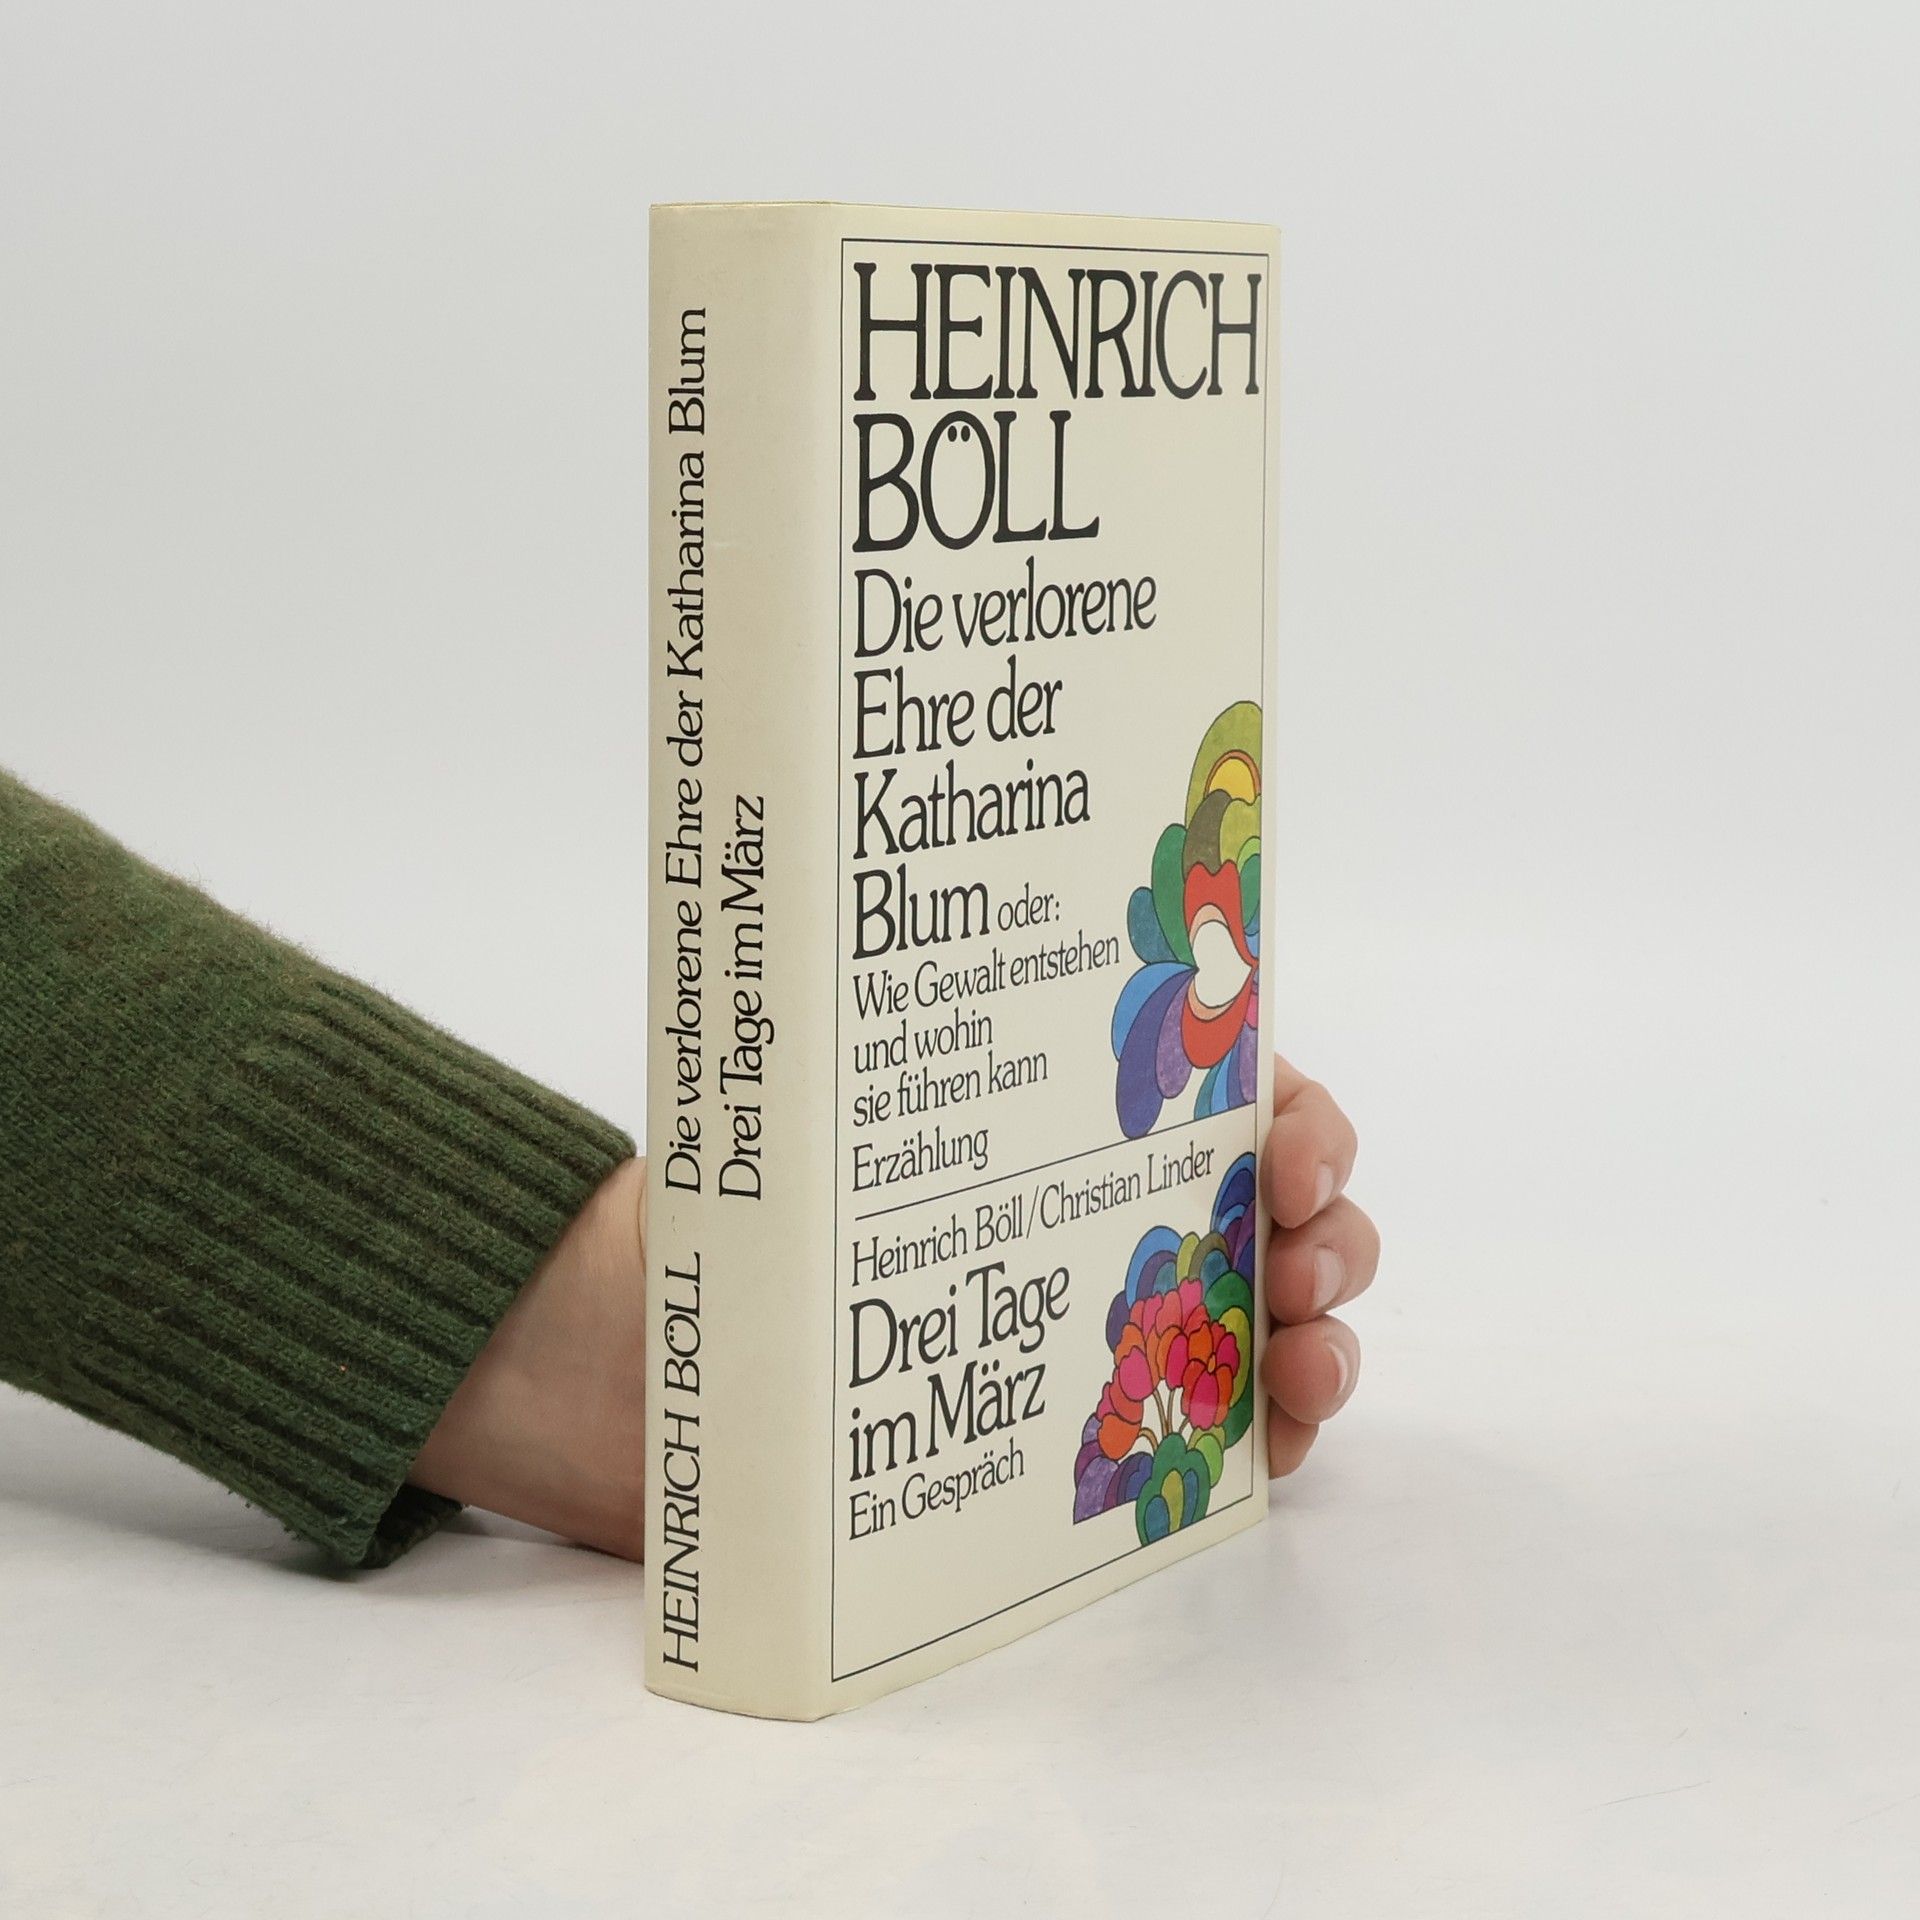 HEINRICH BÖLL Die verlorene Ehre der Katharina Blum
Drei Tage im März
HEINRICH
BÖLL
Die verlorene
Ehre der
Katharina
Blum oder:
Wie Gewalt entstehen
und wohin
sie führen kann
Erzählung
Heinrich Böll/Christian Linder
Drei Tage
im März
Ein Gespräch